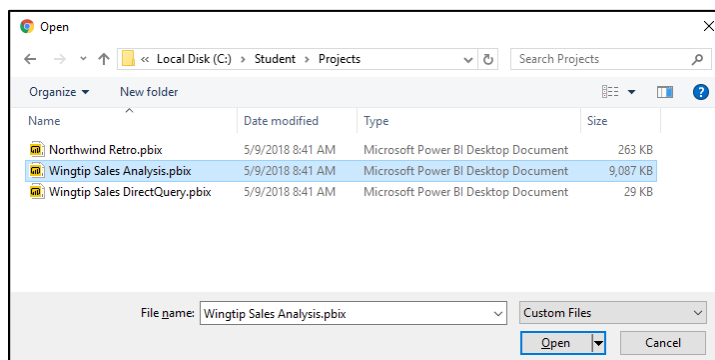 Open
« Local Disk (C:) > Student > Projects Search Projects
Organize New folder ?
Name Date modified Type Size
Northwind Retro.pbix 5/9/2018 8:41 AM Microsoft Power BI Desktop Document 263 KB
Wingtip Sales Analysis.pbix 5/9/2018 8:41 AM Microsoft Power BI Desktop Document 9,087 KB
Wingtip Sales DirectQuery.pbix 5/9/2018 8:41 AM Microsoft Power BI Desktop Document 29 KB
File name: Wingtip Sales Analysis.pbix Custom Files
Open Cancel